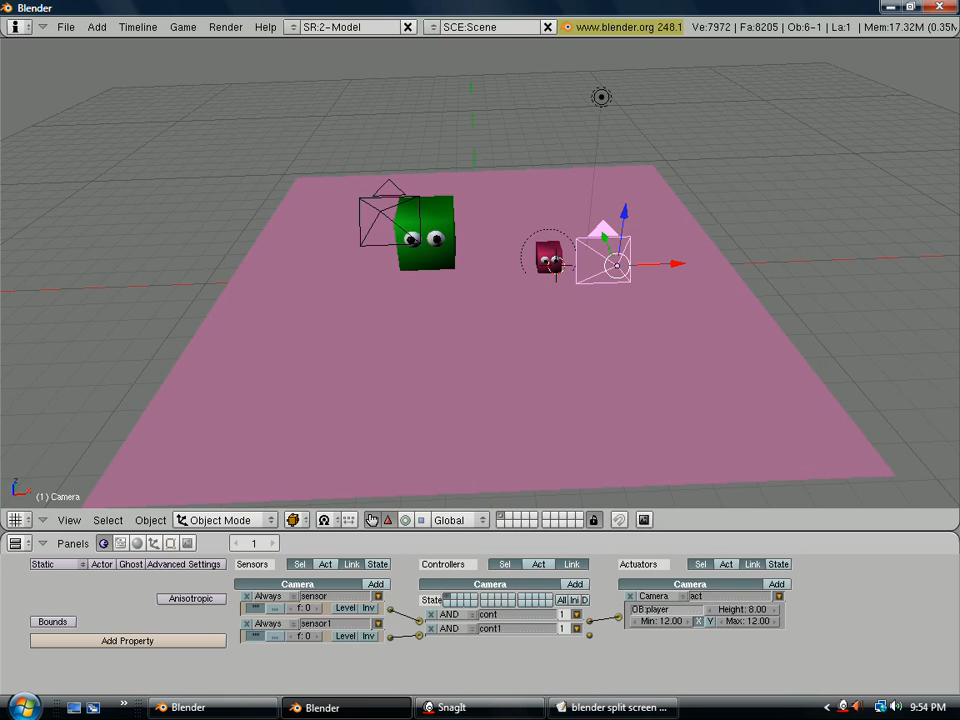 Blender
File Add Timeline Game Render Help SR:2-Model SCE:Scene www.blender.org 248.1 Ve:7972 | Fa:8205 | Ob:6-1 | La:1 | Mem:17.32M (0.35M
z
x
(1) Camera
View Select Object Object Mode Global
Panels 1
Static Actor Ghost Advanced Settings Sensors Sel Act Link State Controllers Sel Act Link Actuators Sel Act Link State
Camera Add Camera Add Camera Add
Always sensor State All Ini D Camera act
Anisotropic f: 0 Level Inv AND cont 1 OB:player Height: 8.00
Bounds Always sensor1 AND cont1 1 Min: 12.00 X Y Max: 12.00
f: 0 Level Inv
Add Property
Blender Blender SnagIt blender split screen ... 9:54 PM